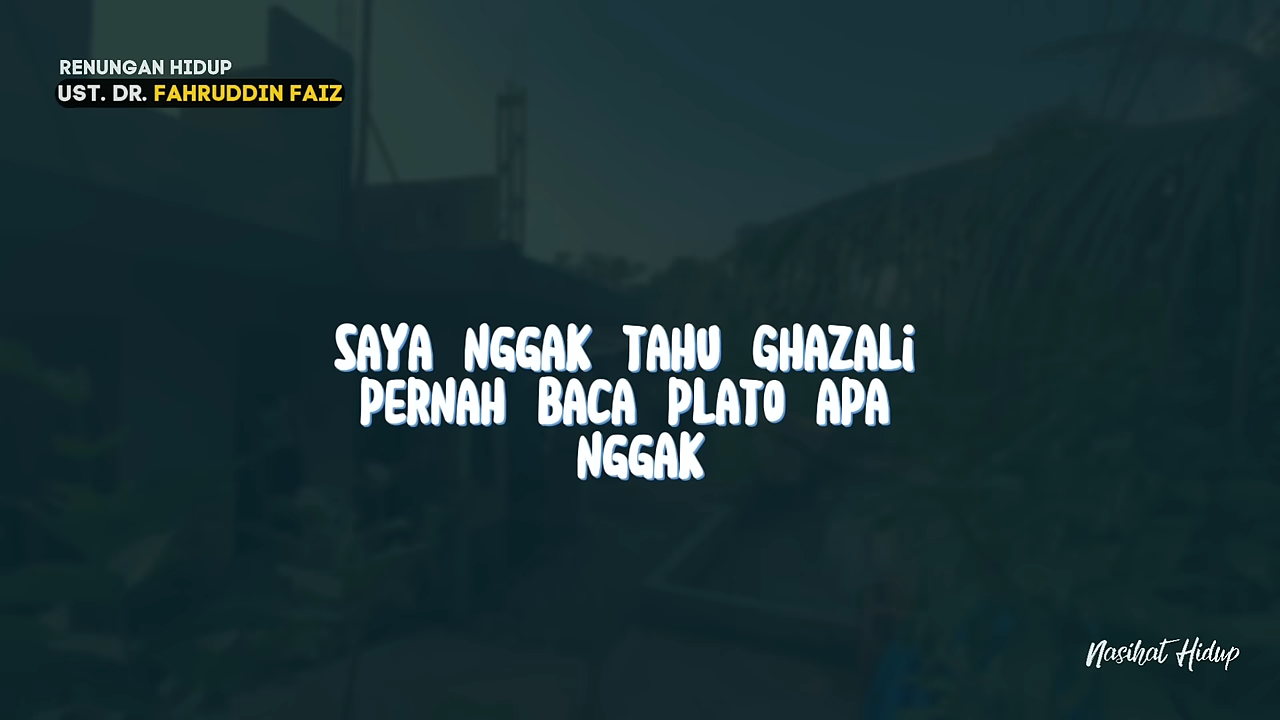 RENUNGAN HIDUP
UST. DR. FAHRUDDIN FAIZ
SAYA NGGAK TAHU GHAZALi
PERNAH BACA PLATO APA
NGGAK
Nasihat Hidup